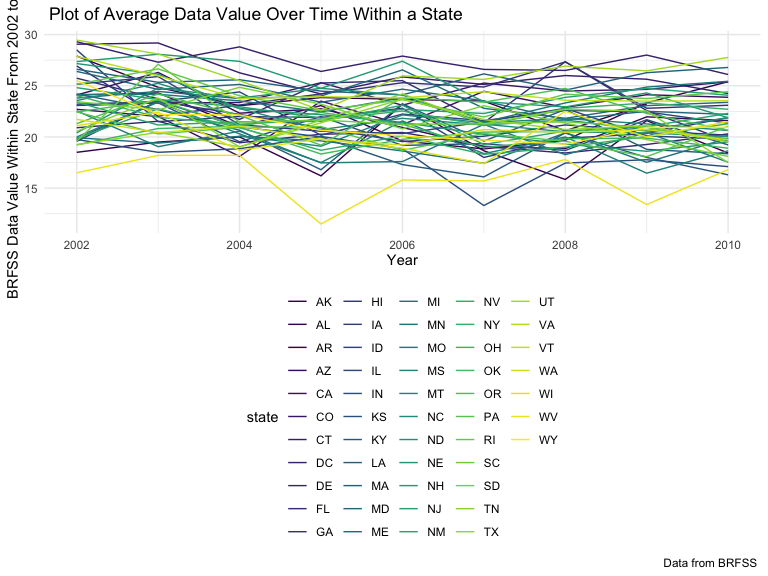 Plot of Average Data Value Over Time Within a State
BRFSS Data Value Within State From 2002 to
30
25
20
15
2002 2004 2006 2008 2010
Year
state
AK HI MI NV UT
AL IA MN NY VA
AR ID MO OH VT
AZ IL MS OK WA
CA IN MT OR WI
CO KS NC PA WV
CT KY ND RI WY
DC LA NE SC
DE MA NH SD
FL MD NJ TN
GA ME NM TX
Data from BRFSS